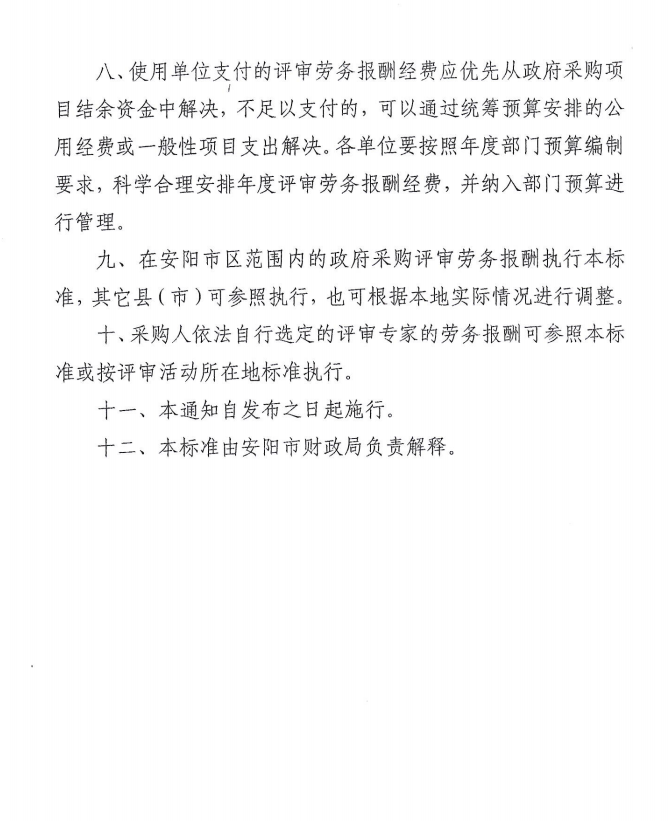 八、使用单位支付的评审劳务报酬经费应优先从政府采购项
目结余资金中解决，不足以支付的，可以通过统筹预算安排的公
用经费或一般性项目支出解决。各单位要按照年度部门预算编制
要求，科学合理安排年度评审劳务报酬经费，并纳入部门预算进
行管理。
九、在安阳市区范围内的政府采购评审劳务报酬执行本标
准，其它县（市）可参照执行，也可根据本地实际情况进行调整。
十、采购人依法自行选定的评审专家的劳务报酬可参照本标
准或按评审活动所在地标准执行。
十一、本通知自发布之日起施行。
十二、本标准由安阳市财政局负责解释。